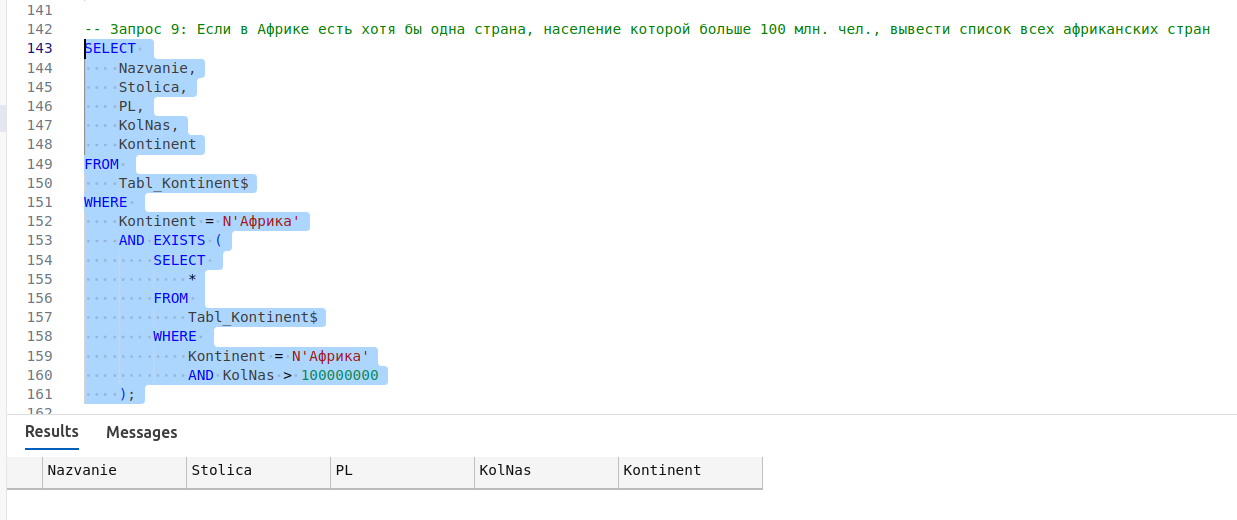 141
142 -- Запрос 9: Если в Африке есть хотя бы одна страна, население которой больше 100 млн. чел., вывести список всех африканских стран
143 SELECT
144     Nazvanie,
145     Stolica,
146     PL,
147     KolNas,
148     Kontinent
149 FROM
150     Tabl_Kontinent$
151 WHERE
152     Kontinent = N'Африка'
153     AND EXISTS (
154         SELECT
155             *
156         FROM
157             Tabl_Kontinent$
158         WHERE
159             Kontinent = N'Африка'
160             AND KolNas > 100000000
161     );
162
Results Messages
Nazvanie Stolica PL KolNas Kontinent